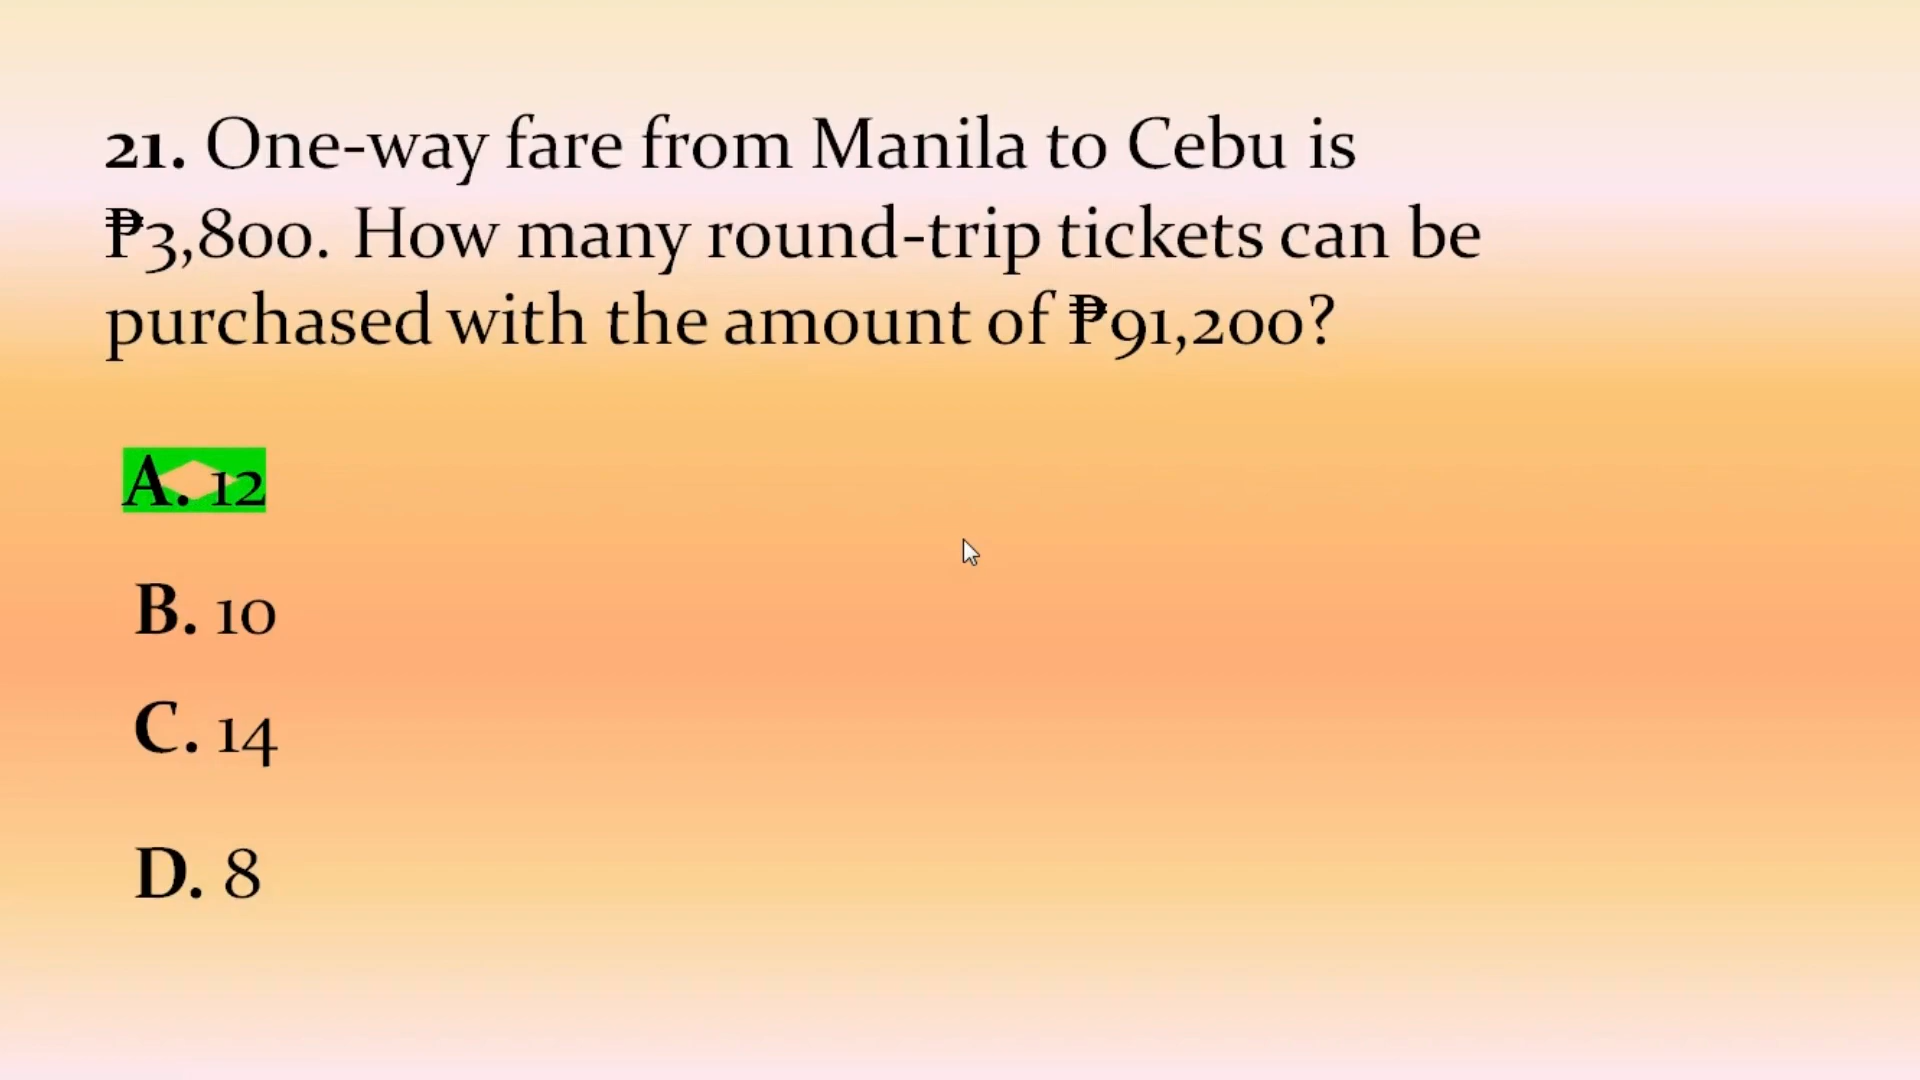 21. One-way fare from Manila to Cebu is
₱3,800. How many round-trip tickets can be
purchased with the amount of ₱91,200?
A. 12
B. 10
C. 14
D. 8